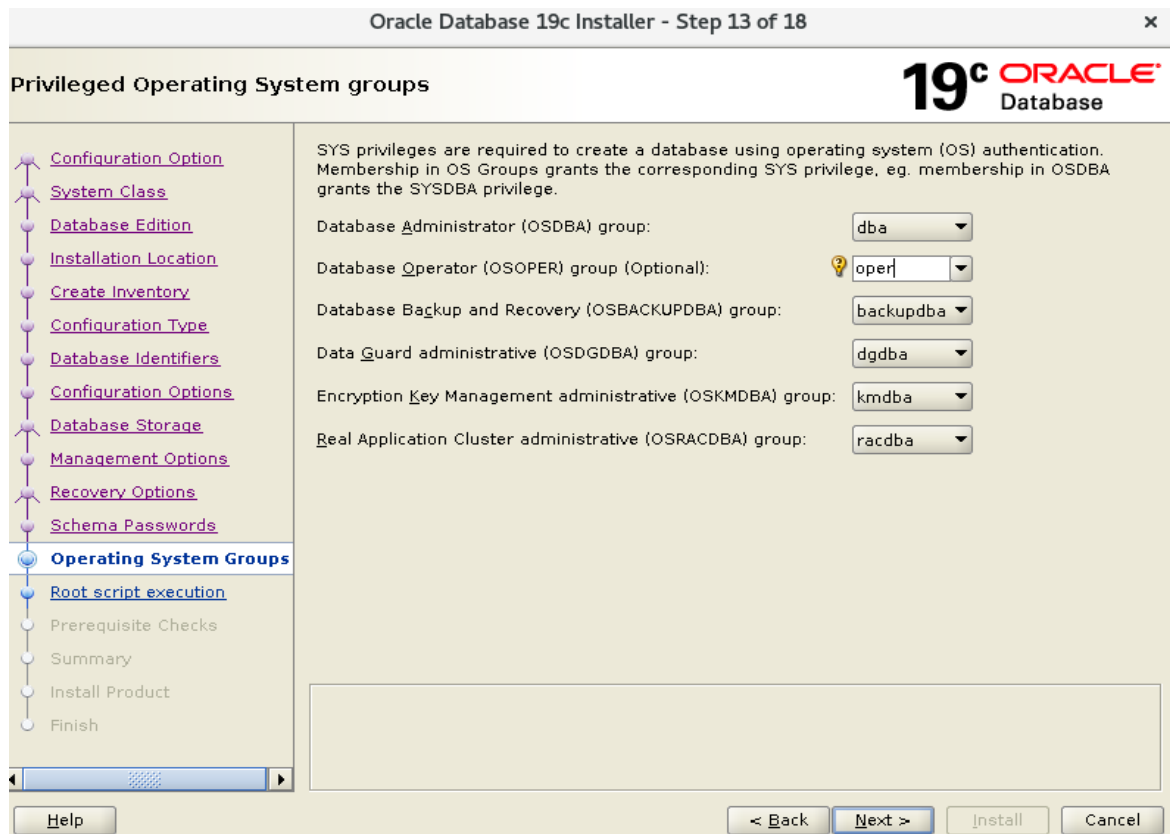 Oracle Database 19c Installer - Step 13 of 18
×
Privileged Operating System groups
19c ORACLE
Database
Configuration Option
System Class
Database Edition
Installation Location
Create Inventory
Configuration Type
Database Identifiers
Configuration Options
Database Storage
Management Options
Recovery Options
Schema Passwords
Operating System Groups
Root script execution
Prerequisite Checks
Summary
Install Product
Finish
SYS privileges are required to create a database using operating system (OS) authentication.
Membership in OS Groups grants the corresponding SYS privilege, eg. membership in OSDBA
grants the SYSDBA privilege.
Database Administrator (OSDBA) group: dba
Database Operator (OSOPER) group (Optional): oper
Database Backup and Recovery (OSBACKUPDBA) group: backupdba
Data Guard administrative (OSDGDBA) group: dgdba
Encryption Key Management administrative (OSKMDBA) group: kmdba
Real Application Cluster administrative (OSRACDBA) group: racdba
Help
< Back
Next >
Install
Cancel